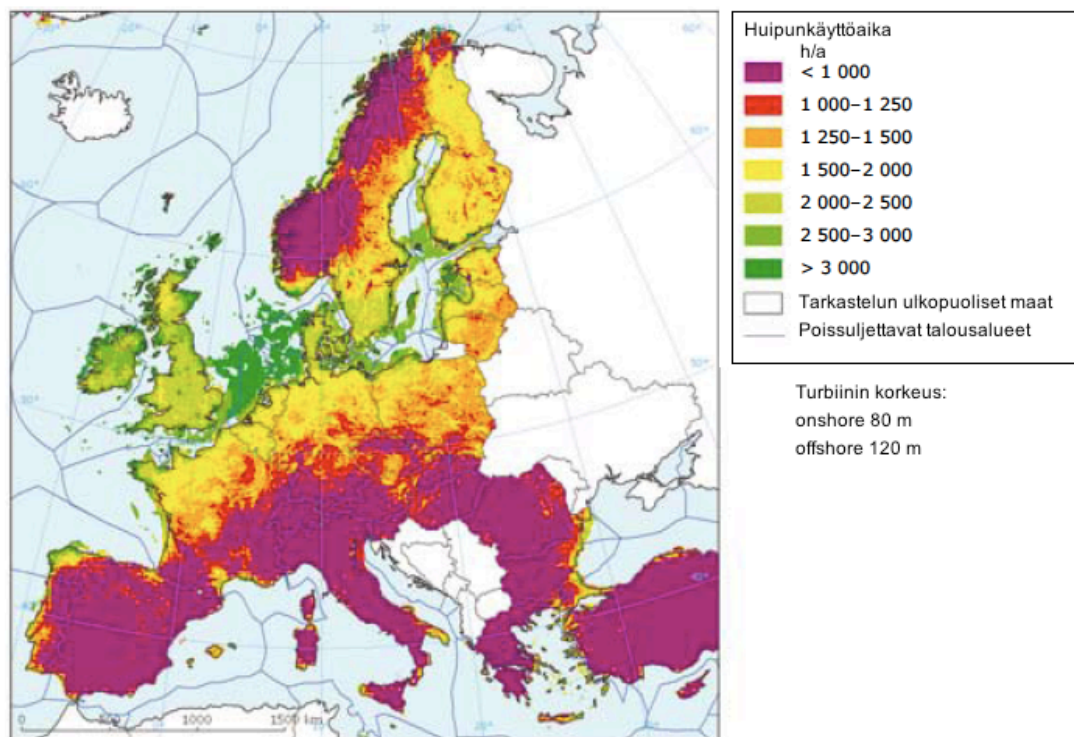 Huipunkäyttöaika
h/a
< 1 000
1 000–1 250
1 250–1 500
1 500–2 000
2 000–2 500
2 500–3 000
> 3 000
Tarkastelun ulkopuoliset maat
Poissuljettavat talousalueet
Turbiinin korkeus:
onshore 80 m
offshore 120 m
0 500 1000 1500 km